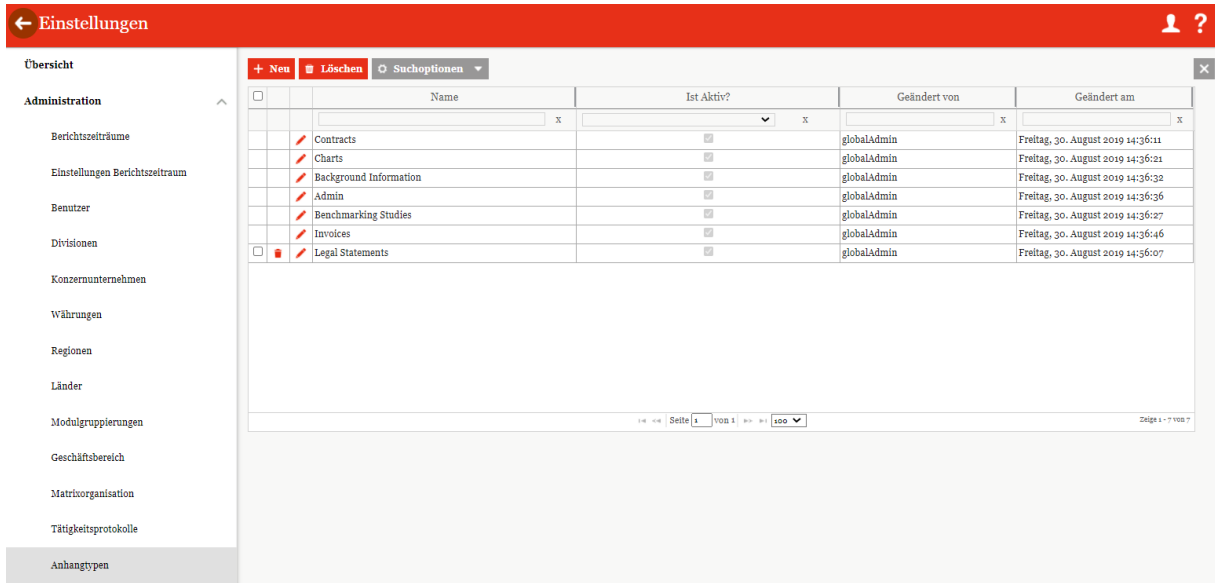 Einstellungen
?
Übersicht
Administration
Berichtszeiträume
Einstellungen Berichtszeitraum
Benutzer
Divisionen
Konzernunternehmen
Währungen
Regionen
Länder
Modulgruppierungen
Geschäftsbereich
Matrixorganisation
Tätigkeitsprotokolle
Anhangtypen
+ Neu Löschen Suchoptionen
Name Ist Aktiv? Geändert von Geändert am
x x x x
Contracts globalAdmin Freitag, 30. August 2019 14:36:11
Charts globalAdmin Freitag, 30. August 2019 14:36:21
Background Information globalAdmin Freitag, 30. August 2019 14:36:32
Admin globalAdmin Freitag, 30. August 2019 14:36:36
Benchmarking Studies globalAdmin Freitag, 30. August 2019 14:36:27
Invoices globalAdmin Freitag, 30. August 2019 14:36:46
Legal Statements globalAdmin Freitag, 30. August 2019 14:56:07
Seite 1 von 1 100 Zeige 1 - 7 von 7